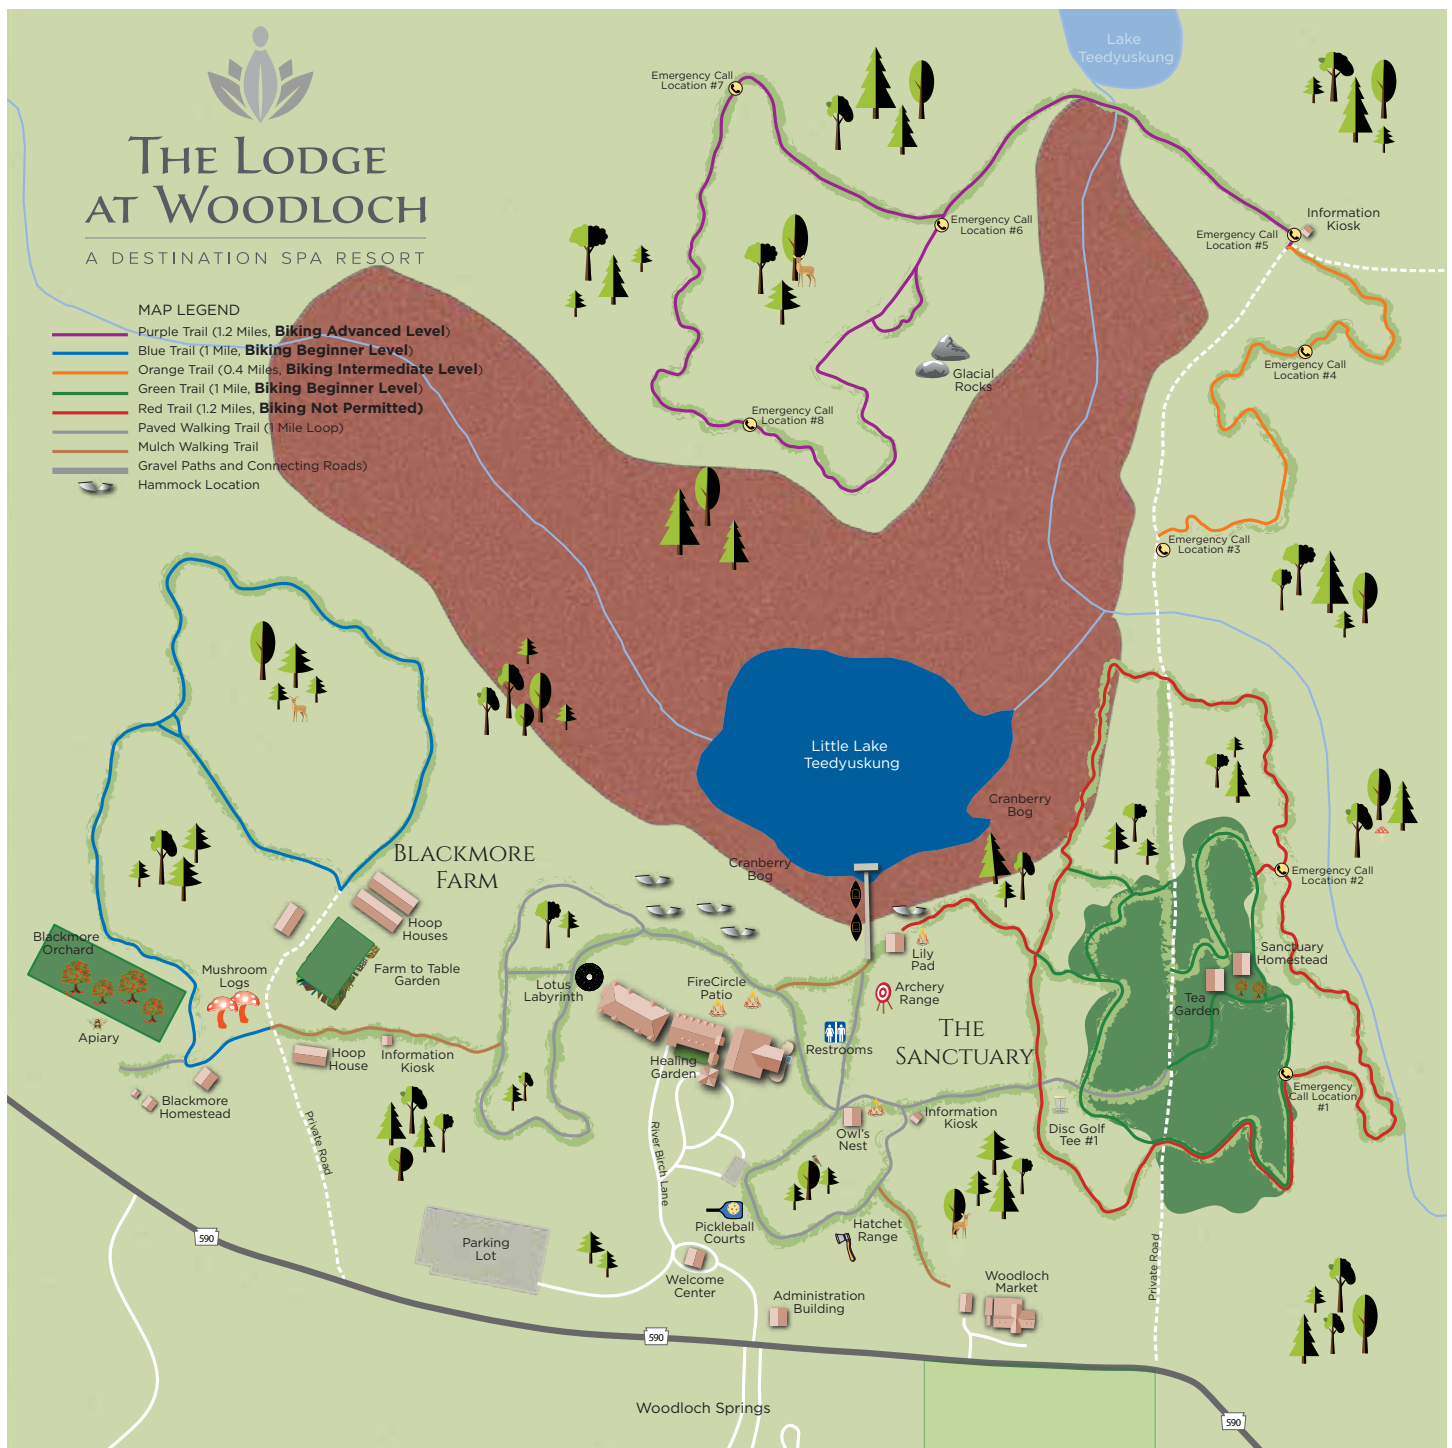 THE LODGE
AT WOODLOCH
A DESTINATION SPA RESORT
MAP LEGEND
Purple Trail (1.2 Miles, Biking Advanced Level)
Blue Trail (1 Mile, Biking Beginner Level)
Orange Trail (0.4 Miles, Biking Intermediate Level)
Green Trail (1 Mile, Biking Beginner Level)
Red Trail (1.2 Miles, Biking Not Permitted)
Paved Walking Trail (1 Mile Loop)
Mulch Walking Trail
Gravel Paths and Connecting Roads)
Hammock Location
Lake
Teedyuskung
Emergency Call
Location #7
Emergency Call
Location #6
Information
Kiosk
Emergency Call
Location #5
Emergency Call
Location #4
Glacial
Rocks
Emergency Call
Location #8
Emergency Call
Location #3
Little Lake
Teedyuskung
Cranberry
Bog
Cranberry
Bog
BLACKMORE
FARM
Emergency Call
Location #2
Hoop
Houses
Blackmore
Orchard
Mushroom
Logs
Farm to Table
Garden
Lotus
Labyrinth
FireCircle
Patio
Lily
Pad
Archery
Range
Sanctuary
Homestead
Tea
Garden
Apiary
Hoop
House
Information
Kiosk
Healing
Garden
Restrooms
THE
SANCTUARY
Blackmore
Homestead
Private Road
River Birch Lane
Owl's
Nest
Information
Kiosk
Disc Golf
Tee #1
Emergency
Call Location
#1
Pickleball
Courts
Hatchet
Range
Parking
Lot
590
Welcome
Center
Administration
Building
Woodloch
Market
Private Road
590
Woodloch Springs
590